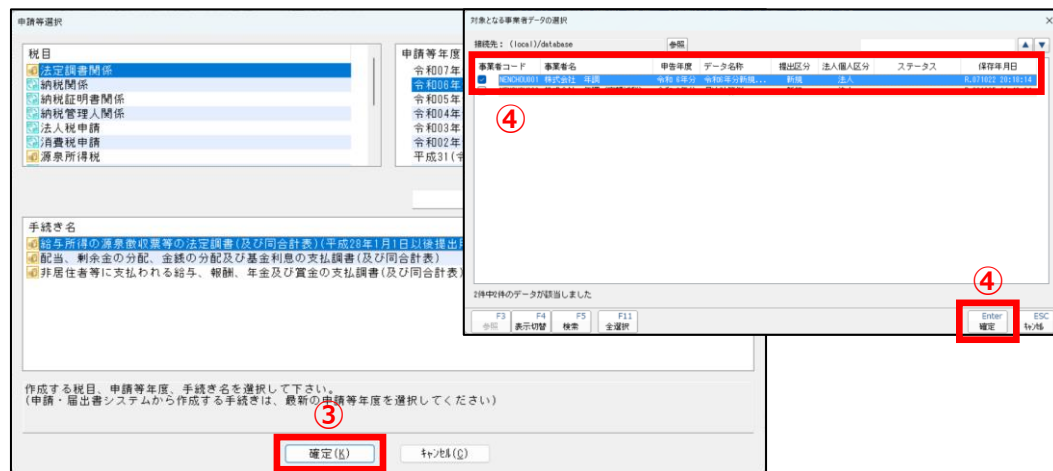 申請等選択
税目
法定調書関係
納税関係
納税証明書関係
納税管理人関係
法人税申請
消費税申請
源泉所得税
申請等年度
令和07年
令和06年
令和05年
令和04年
令和03年
令和02年
平成31(令
手続き名
給与所得の源泉徴収票等の法定調書(及び同合計表)(平成28年1月1日以後提出
配当、剰余金の分配、金銭の分配及び基金利息の支払調書(及び同合計表)
非居住者等に支払われる給与、報酬、年金及び賞金の支払調書(及び同合計表)
作成する税目、申請等年度、手続き名を選択して下さい。
(申請・届出書システムから作成する手続きは、最新の申請等年度を選択してください)
③
確定(K) キャンセル(C)
対象となる事業者データの選択 ×
接続先: (local)/database 参照 ▲ ▼
事業者コード 事業者名 申告年度 データ名称 提出区分 法人個人区分 ステータス 保存年月日
NENCHOU001 株式会社 年調 令和 6年分 令和6年分新規... 新規 法人 R.071022 20:18:14
④
2件中2件のデータが該当しました
④
F3 F4 F5 F11 Enter ESC
参照 表示切替 検索 全選択 確定 キャンセル